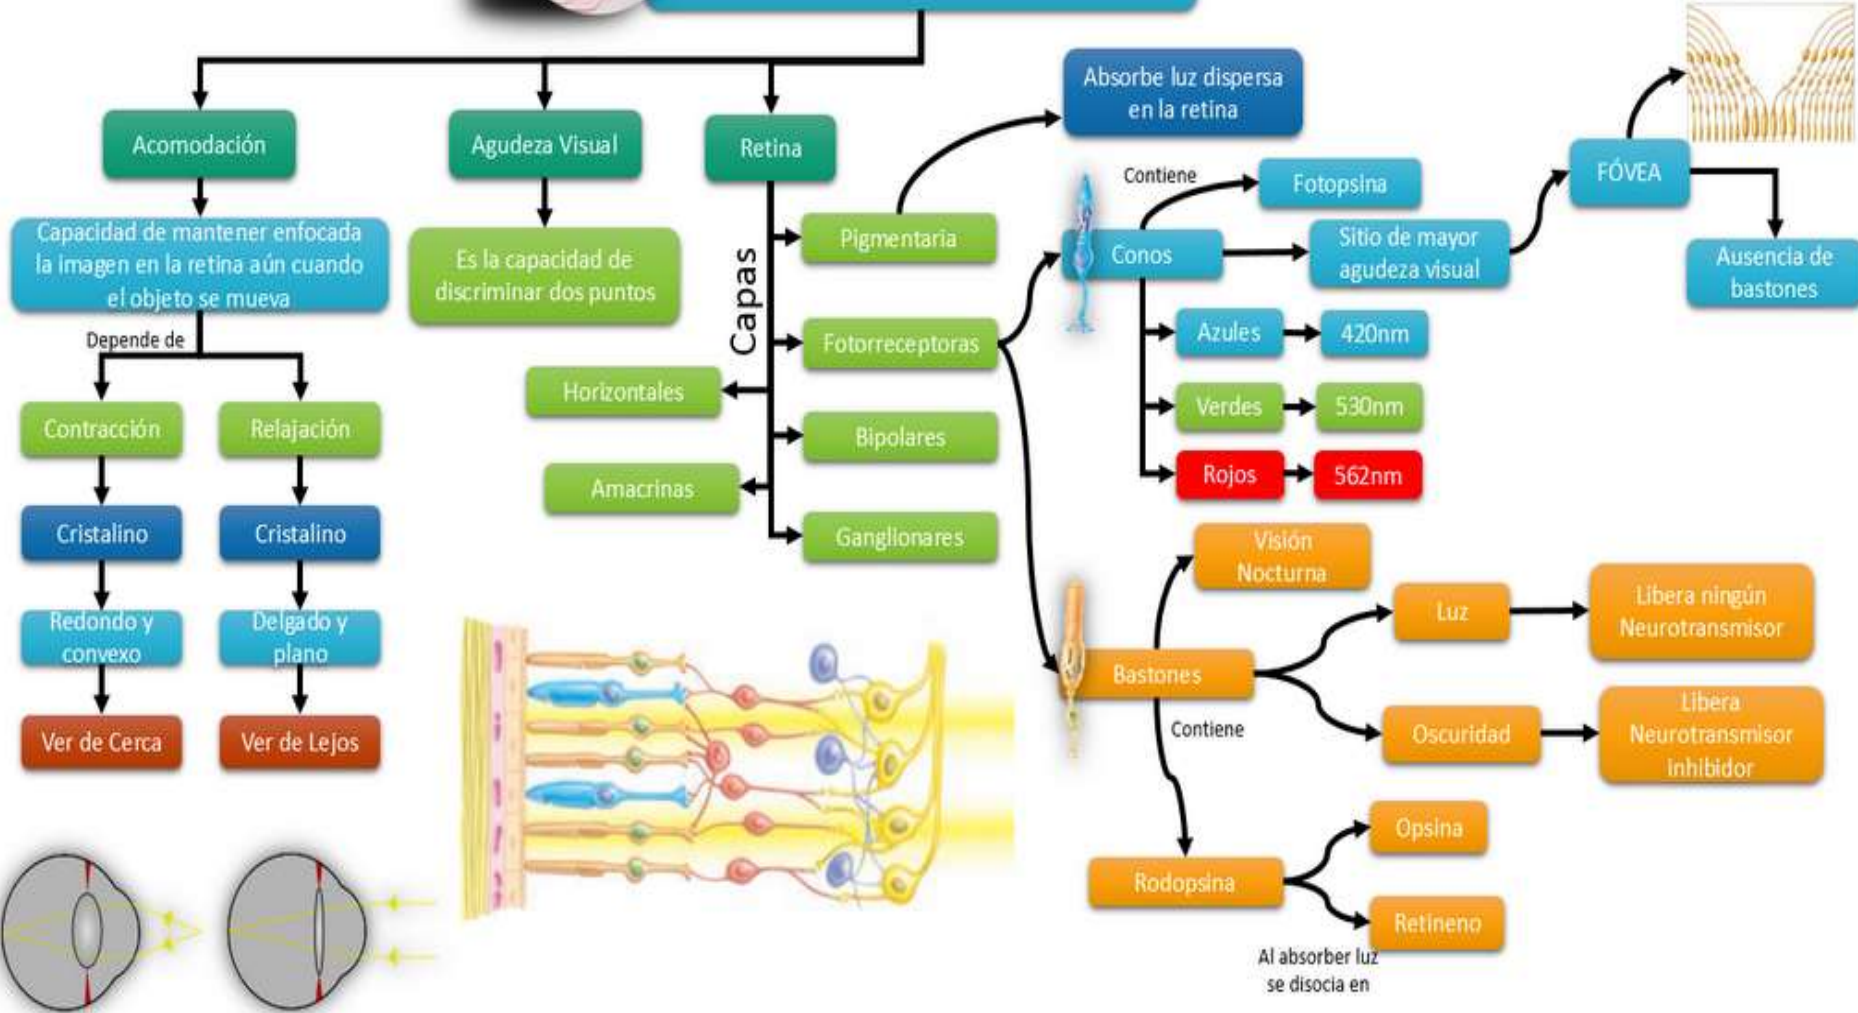 Acomodación
Capacidad de mantener enfocada
la imagen en la retina aún cuando
el objeto se mueva
Depende de
Contracción
Cristalino
Redondo y
convexo
Ver de Cerca
Relajación
Cristalino
Delgado y
plano
Ver de Lejos
Agudeza Visual
Es la capacidad de
discriminar dos puntos
Retina
Capas
Pigmentaria
Absorbe luz dispersa
en la retina
Fotorreceptoras
Horizontales
Bipolares
Amacrinas
Ganglionares
Conos
Contiene
Fotopsina
Sitio de mayor
agudeza visual
FÓVEA
Ausencia de
bastones
Azules
420nm
Verdes
530nm
Rojos
562nm
Bastones
Visión
Nocturna
Luz
Libera ningún
Neurotransmisor
Oscuridad
Libera
Neurotransmisor
inhibidor
Contiene
Rodopsina
Opsina
Retineno
Al absorber luz
se disocia en